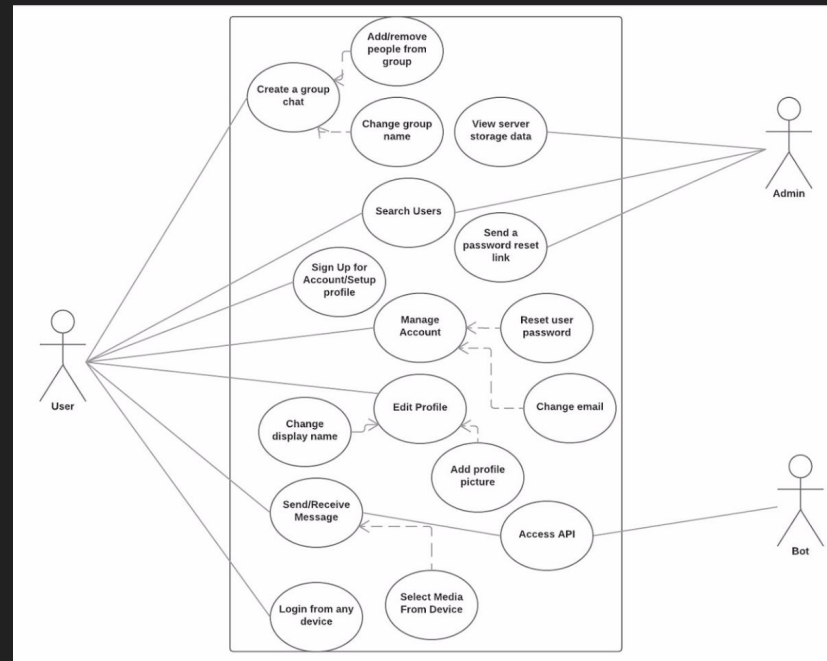 Add/remove
people from
group
Create a group
chat
Change group
name
View server
storage data
Admin
Search Users
Send a
password reset
link
Sign Up for
Account/Setup
profile
Manage
Account
Reset user
password
User
Edit Profile
Change email
Change
display name
Add profile
picture
Send/Receive
Message
Access API
Bot
Login from any
device
Select Media
From Device